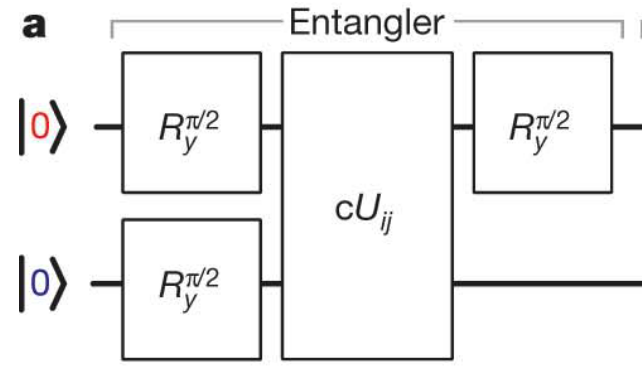 a Entangler
|0⟩ R_y^{π/2} R_y^{π/2}
cU_{ij}
|0⟩ R_y^{π/2}